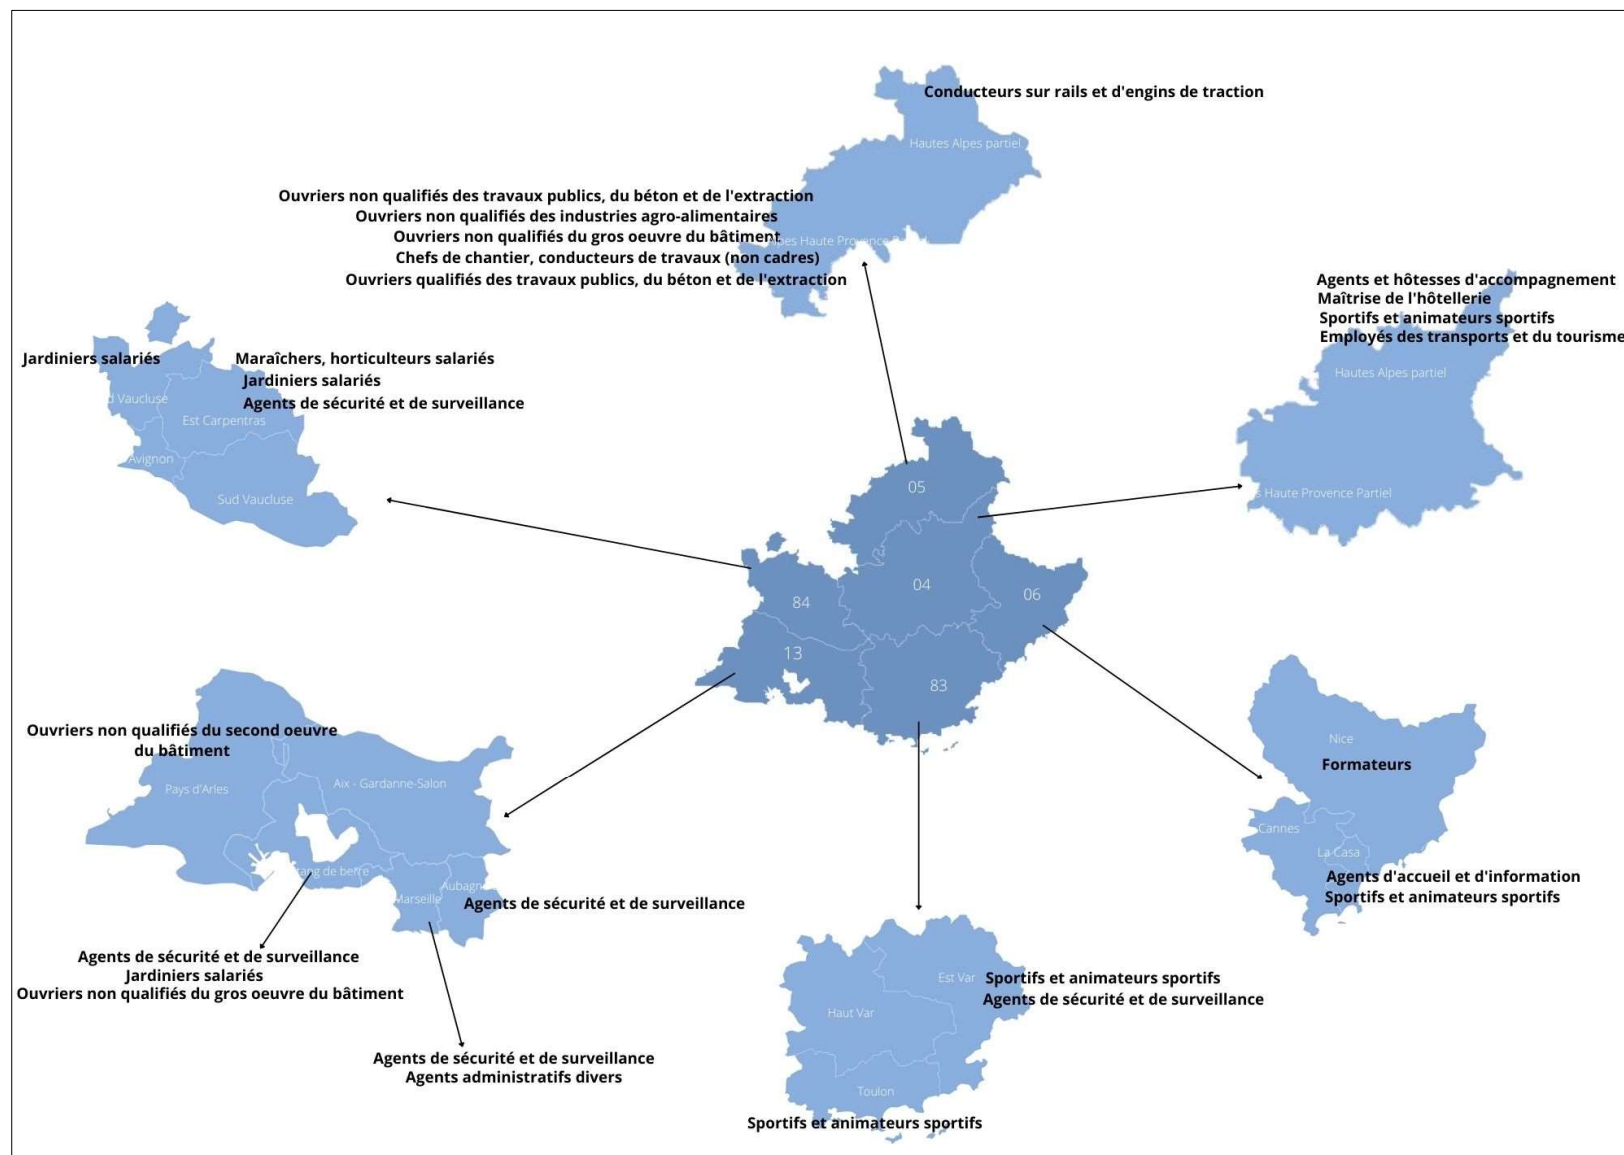 Conducteurs sur rails et d'engins de traction
Hautes Alpes partiel
Ouvriers non qualifiés des travaux publics, du béton et de l'extraction
Ouvriers non qualifiés des industries agro-alimentaires
Ouvriers non qualifiés du gros oeuvre du bâtiment
Alpes Haute Provence
Chefs de chantier, conducteurs de travaux (non cadres)
Ouvriers qualifiés des travaux publics, du béton et de l'extraction
Agents et hôtesses d'accompagnement
Maîtrise de l'hôtellerie
Sportifs et animateurs sportifs
Employés des transports et du tourisme
Hautes Alpes partiel
s Haute Provence Partiel
Jardiniers salariés
Maraîchers, horticulteurs salariés
Jardiniers salariés
Agents de sécurité et de surveillance
d Vaucluse
Est Carpentras
Avignon
Sud Vaucluse
05
04
06
84
13
83
Ouvriers non qualifiés du second oeuvre
du bâtiment
Pays d'Arles
Aix - Gardanne-Salon
tang de berre
Marseille
Aubagn
Agents de sécurité et de surveillance
Agents de sécurité et de surveillance
Jardiniers salariés
Ouvriers non qualifiés du gros oeuvre du bâtiment
Agents de sécurité et de surveillance
Agents administratifs divers
Nice
Formateurs
Cannes
La Casa
Agents d'accueil et d'information
Sportifs et animateurs sportifs
Est Var
Sportifs et animateurs sportifs
Agents de sécurité et de surveillance
Haut Var
Toulon
Sportifs et animateurs sportifs